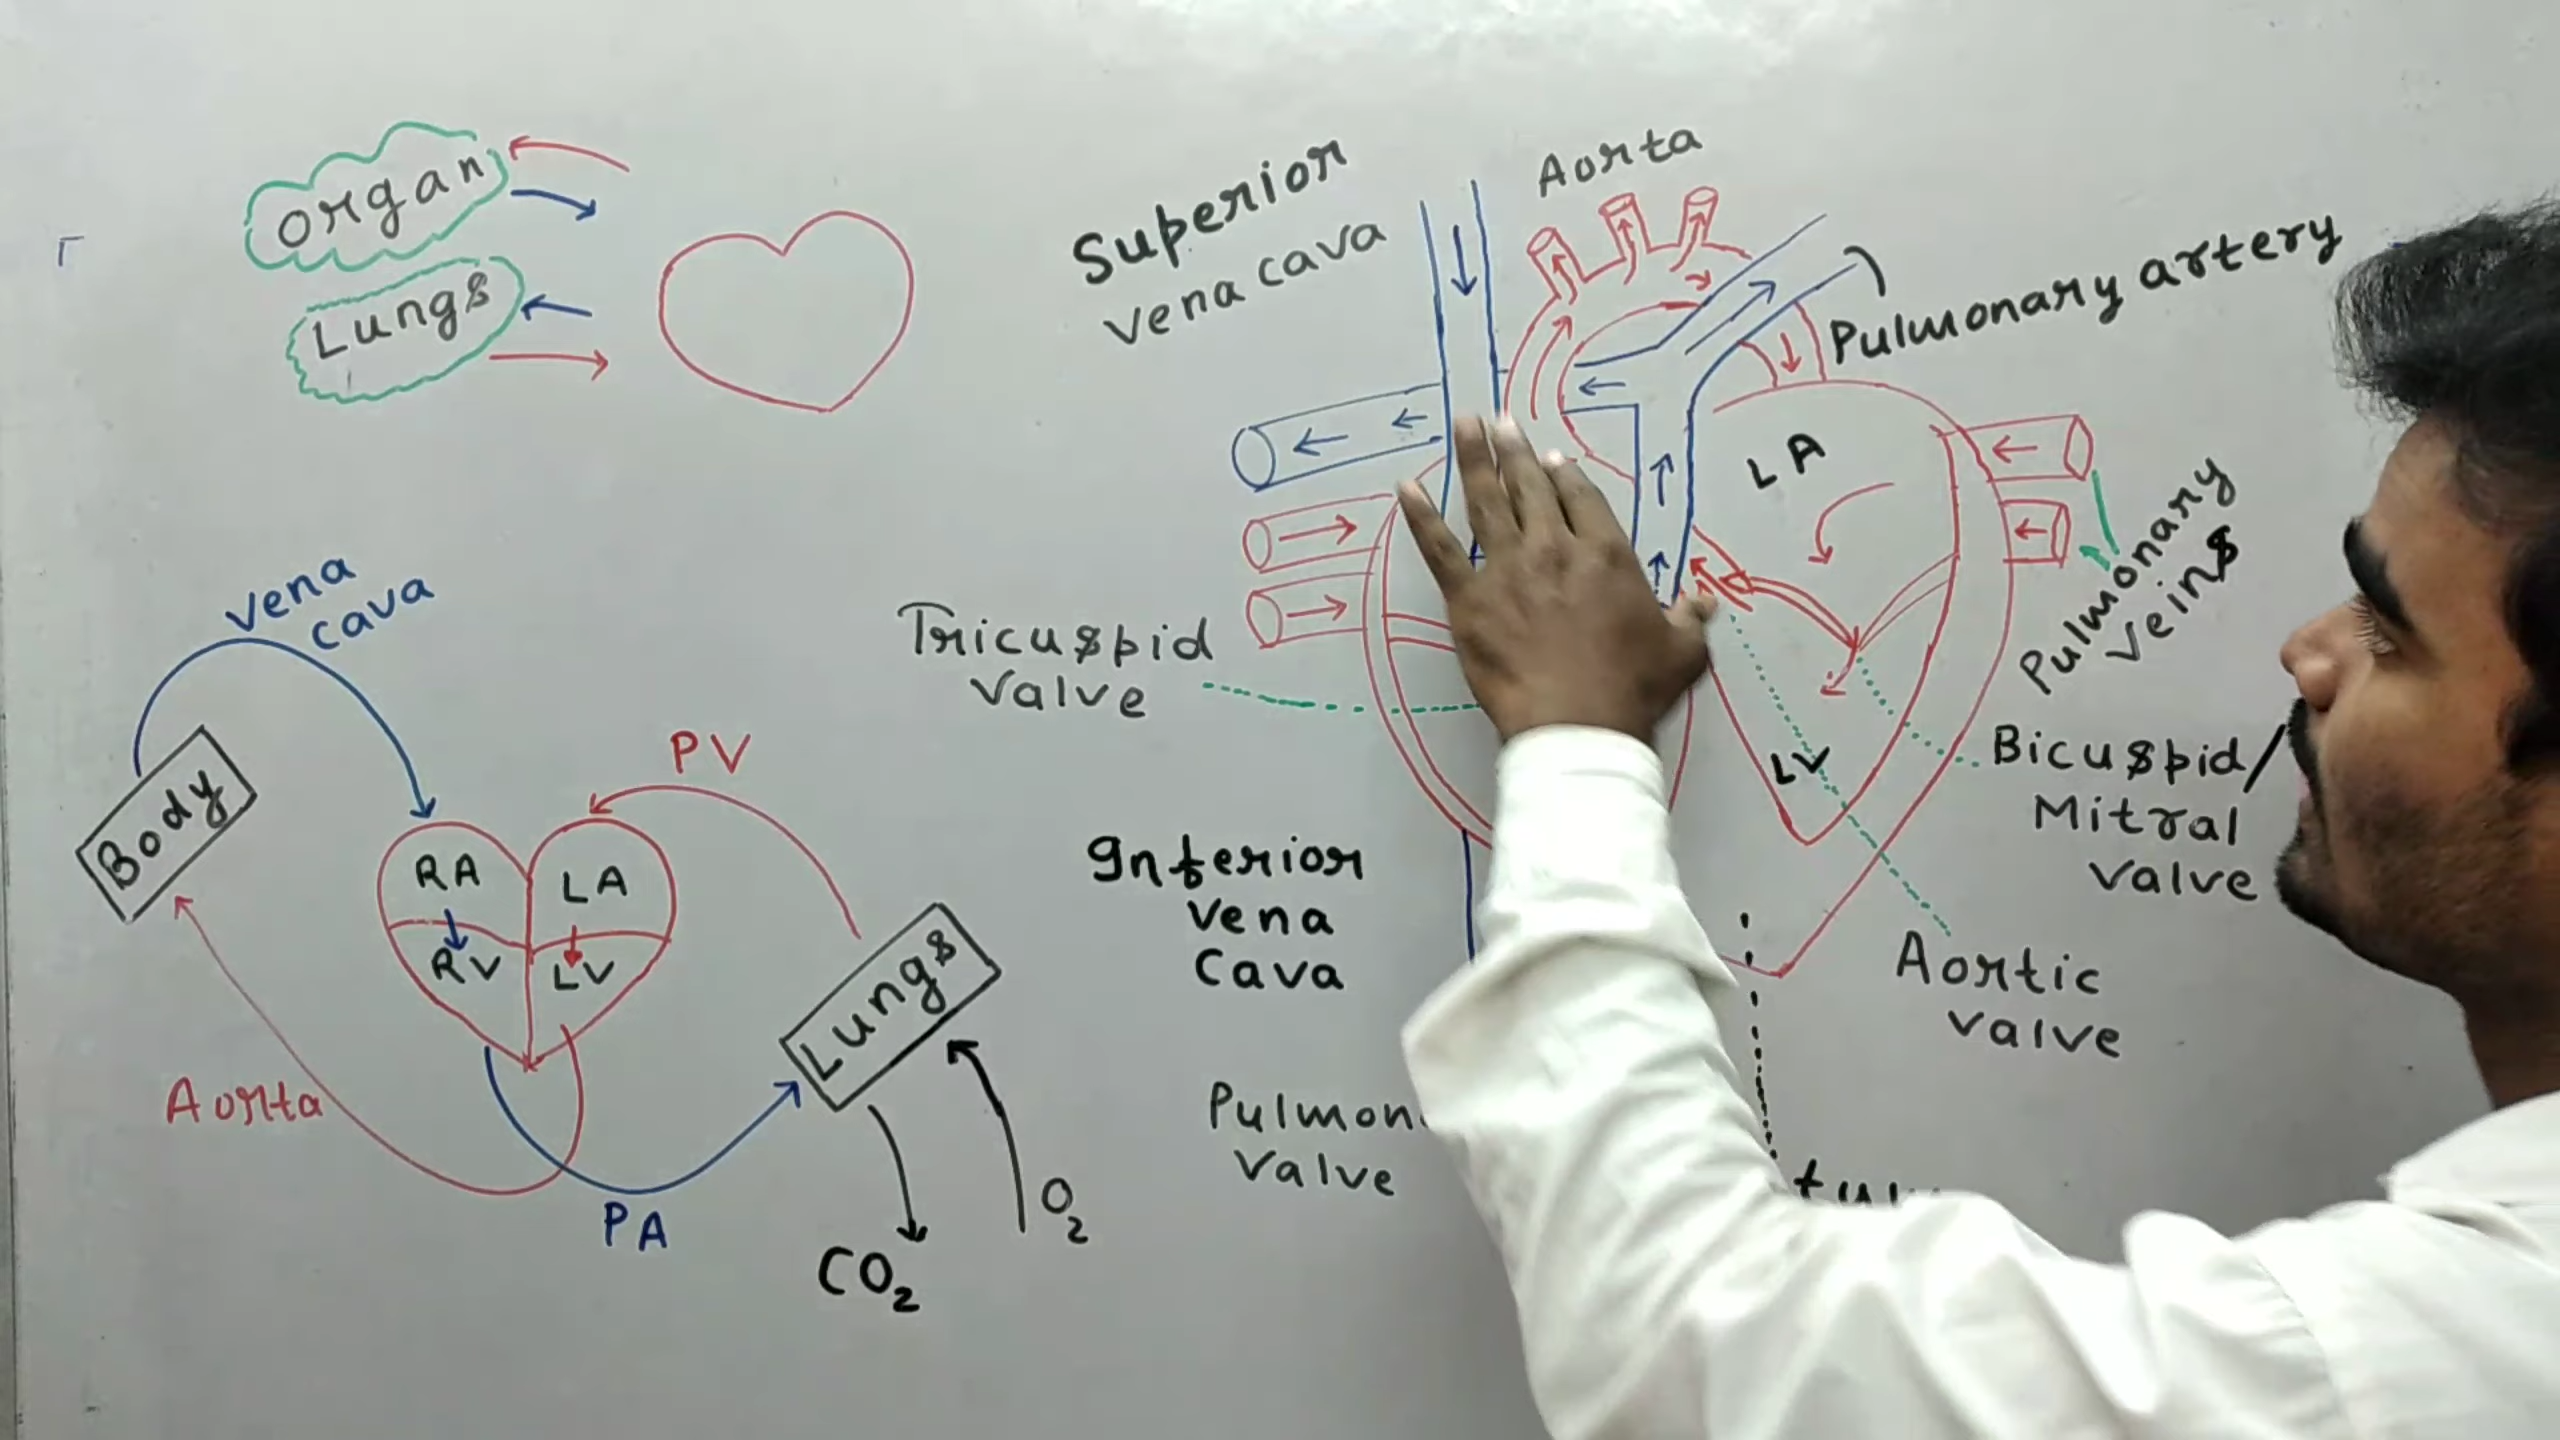 organ
Lungs
vena
cava
Body
PV
RA
LA
RV
LV
Lungs
Aorta
PA
CO2
O2
Superior
vena cava
Aorta
Pulmonary artery
LA
Pulmonary
veins
Tricuspid
valve
LV
Bicuspid/
Mitral
valve
Inferior
vena
cava
Aortic
valve
valve